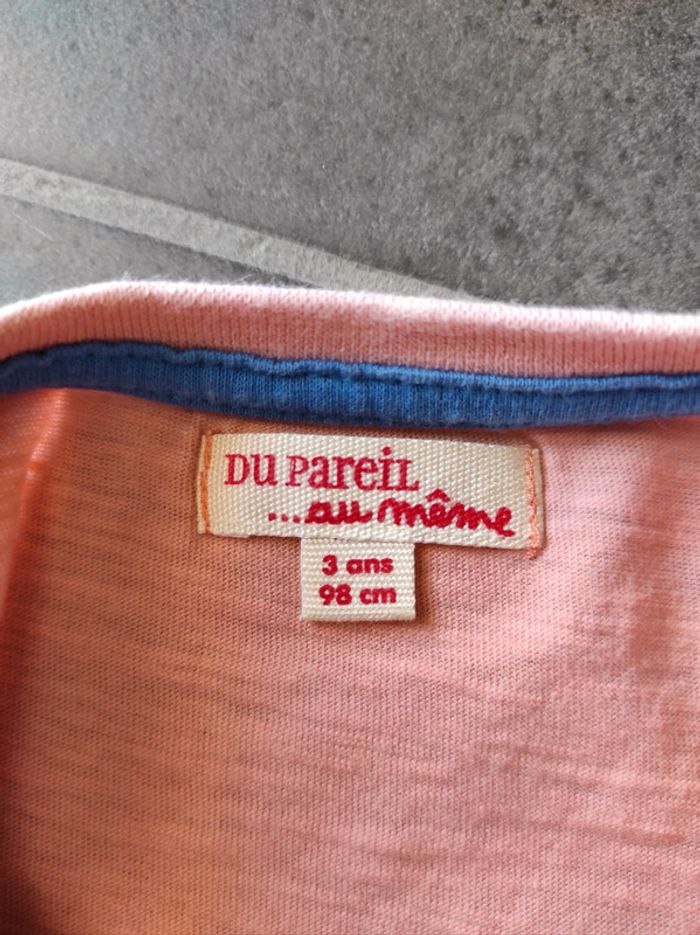 DU PareiL
...au même
3 ans
98 cm